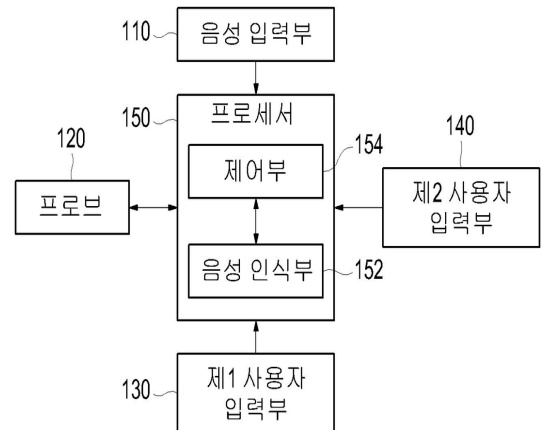 110
음성 입력부
150
프로세서
120
프로브
154
제어부
140
제2 사용자
입력부
음성 인식부
152
130
제1 사용자
입력부